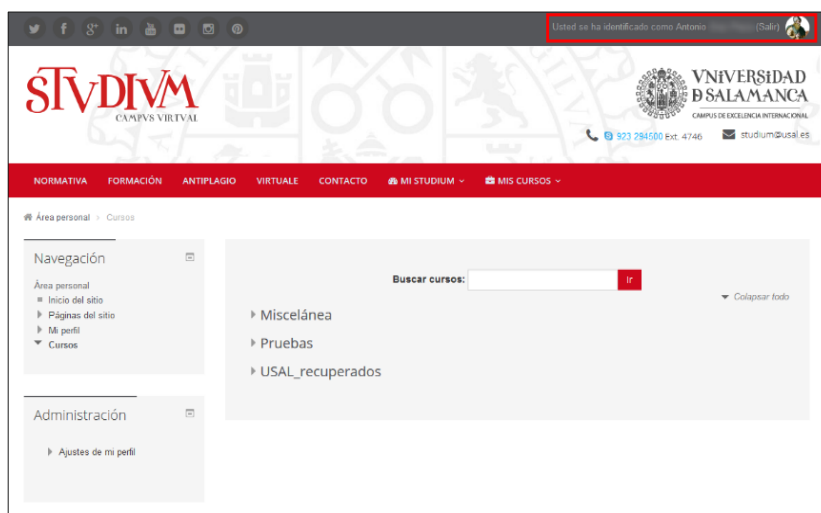 Usted se ha identificado como Antonio (Salir)
STVDIVM
CAMPVS VIRTVAL
VNiVERSiDAD
D SALAMANCA
CAMPUS DE EXCELENCIA INTERNACIONAL
923 294500 Ext. 4746 studium@usal.es
NORMATIVA FORMACIÓN ANTIPLAGIO VIRTUALE CONTACTO MI STUDIUM MIS CURSOS
Área personal Cursos
Navegación
Área personal
Inicio del sitio
Páginas del sitio
Mi perfil
Cursos
Buscar cursos: Ir
Colapsar todo
Miscelánea
Pruebas
USAL_recuperados
Administración
Ajustes de mi perfil